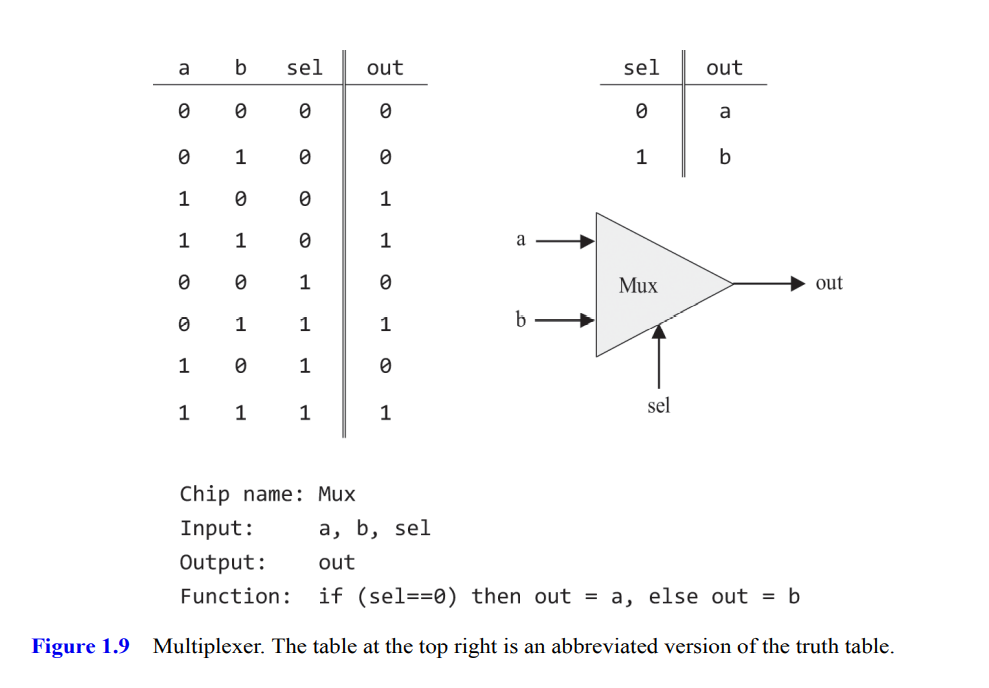 a b sel out
0 0 0 0
0 1 0 0
1 0 0 1
1 1 0 1
0 0 1 0
0 1 1 1
1 0 1 0
1 1 1 1
sel out
0 a
1 b
a
b
Mux
out
sel
Chip name: Mux
Input: a, b, sel
Output: out
Function: if (sel==0) then out = a, else out = b
Figure 1.9 Multiplexer. The table at the top right is an abbreviated version of the truth table.